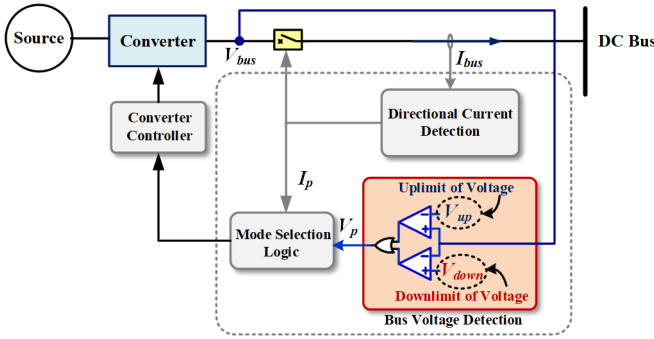 Source
Converter
V_bus
I_bus
DC Bus
Converter
Controller
Directional Current
Detection
I_p
Mode Selection
Logic
V_p
Uplimit of Voltage
V_up
V_down
Downlimit of Voltage
Bus Voltage Detection